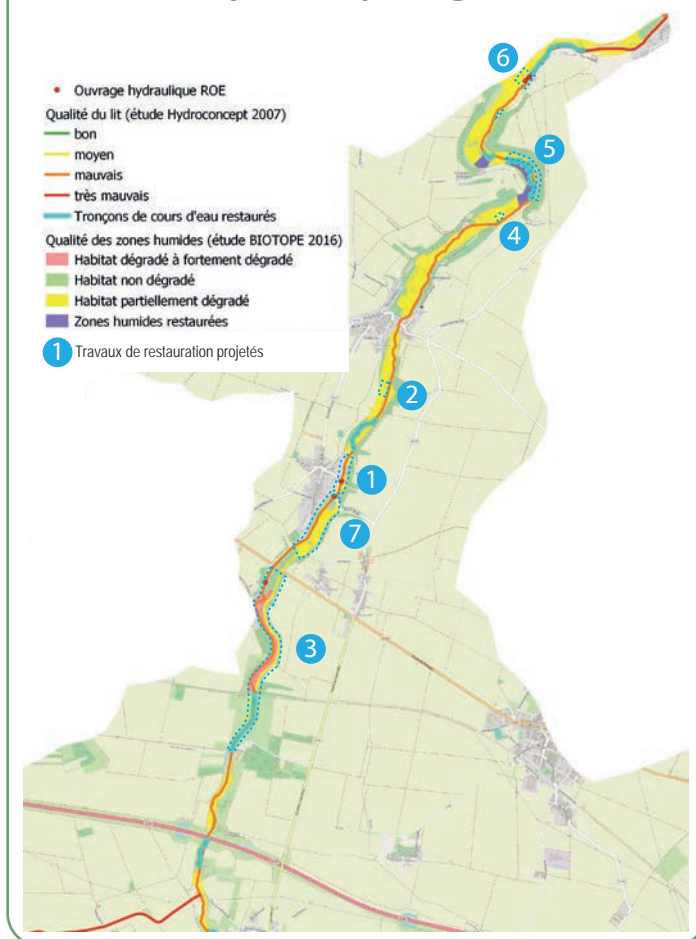 Ouvrage hydraulique ROE
Qualité du lit (étude Hydroconcept 2007)
bon
moyen
mauvais
très mauvais
Tronçons de cours d'eau restaurés
Qualité des zones humides (étude BIOTOPE 2016)
Habitat dégradé à fortement dégradé
Habitat non dégradé
Habitat partiellement dégradé
Zones humides restaurées
1 Travaux de restauration projetés
6
5
4
2
1
7
3